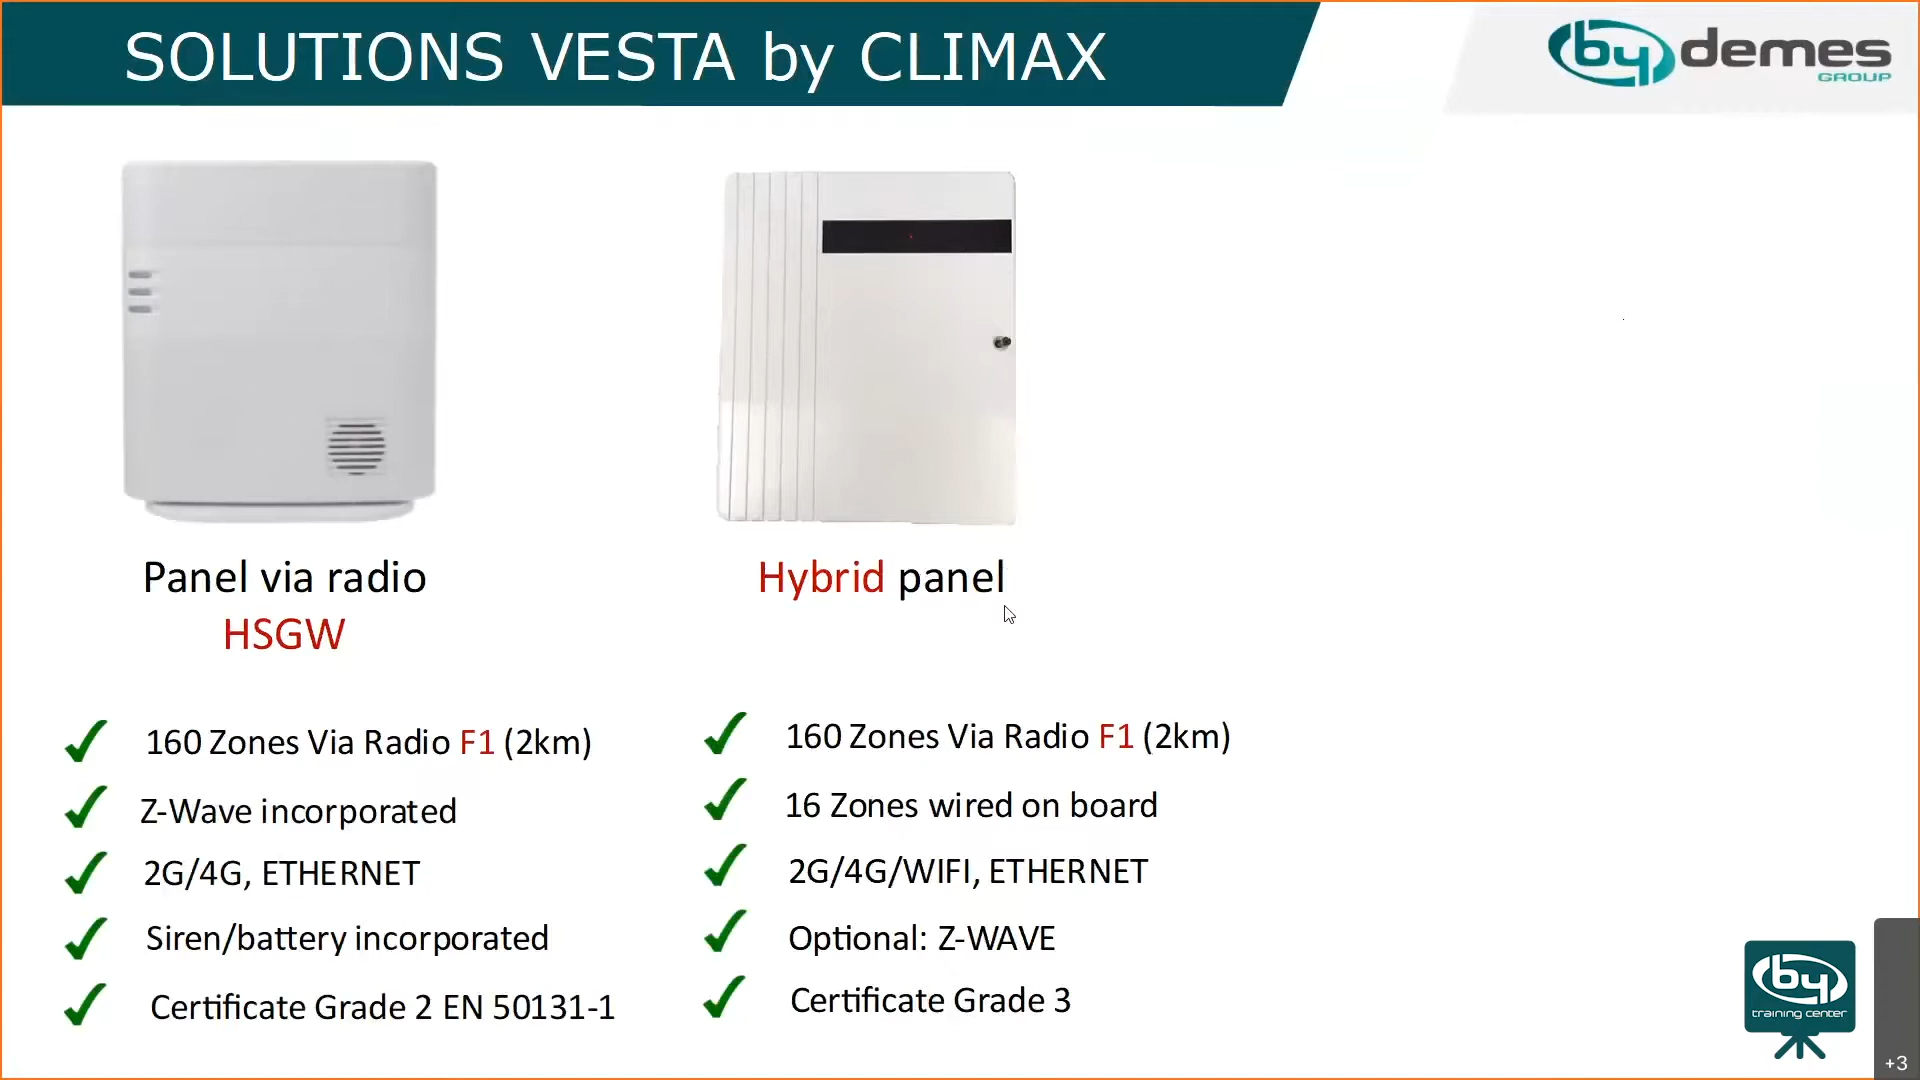 SOLUTIONS VESTA by CLIMAX
by demes
GROUP
Panel via radio
HSGW
160 Zones Via Radio F1 (2km)
Z-Wave incorporated
2G/4G, ETHERNET
Siren/battery incorporated
Certificate Grade 2 EN 50131-1
Hybrid panel
160 Zones Via Radio F1 (2km)
16 Zones wired on board
2G/4G/WIFI, ETHERNET
Optional: Z-WAVE
Certificate Grade 3
by
training center
+3